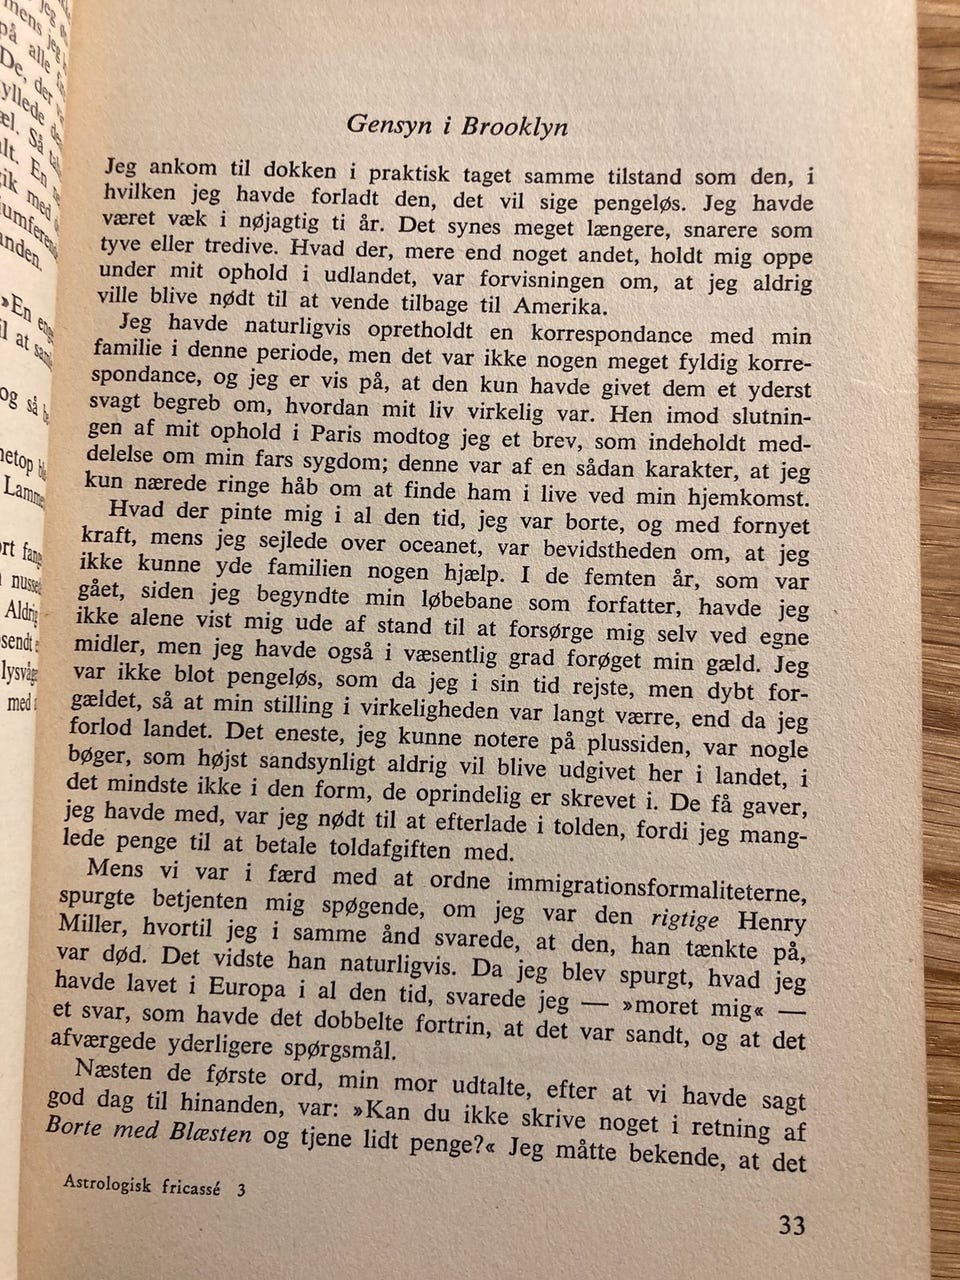 Gensyn i Brooklyn
Jeg ankom til dokken i praktisk taget samme tilstand som den, i
hvilken jeg havde forladt den, det vil sige pengeløs. Jeg havde
været væk i nøjagtig ti år. Det synes meget længere, snarere som
tyve eller tredive. Hvad der, mere end noget andet, holdt mig oppe
under mit ophold i udlandet, var forvisningen om, at jeg aldrig
ville blive nødt til at vende tilbage til Amerika.
Jeg havde naturligvis opretholdt en korrespondance med min
familie i denne periode, men det var ikke nogen meget fyldig korre-
spondance, og jeg er vis på, at den kun havde givet dem et yderst
svagt begreb om, hvordan mit liv virkelig var. Hen imod slutnin-
gen af mit ophold i Paris modtog jeg et brev, som indeholdt med-
delelse om min fars sygdom; denne var af en sådan karakter, at jeg
kun nærede ringe håb om at finde ham i live ved min hjemkomst.
Hvad der pinte mig i al den tid, jeg var borte, og med fornyet
kraft, mens jeg sejlede over oceanet, var bevidstheden om, at jeg
ikke kunne yde familien nogen hjælp. I de femten år, som var
gået, siden jeg begyndte min løbebane som forfatter, havde jeg
ikke alene vist mig ude af stand til at forsørge mig selv ved egne
midler, men jeg havde også i væsentlig grad forøget min gæld. Jeg
var ikke blot pengeløs, som da jeg i sin tid rejste, men dybt for-
gældet, så at min stilling i virkeligheden var langt værre, end da jeg
forlod landet. Det eneste, jeg kunne notere på plussiden, var nogle
bøger, som højst sandsynligt aldrig vil blive udgivet her i landet, i
det mindste ikke i den form, de oprindelig er skrevet i. De få gaver,
jeg havde med, var jeg nødt til at efterlade i tolden, fordi jeg mang-
lede penge til at betale toldafgiften med.
Mens vi var i færd med at ordne immigrationsformaliteterne,
spurgte betjenten mig spøgende, om jeg var den rigtige Henry
Miller, hvortil jeg i samme ånd svarede, at den, han tænkte på,
var død. Det vidste han naturligvis. Da jeg blev spurgt, hvad jeg
havde lavet i Europa i al den tid, svarede jeg — »moret mig« —
et svar, som havde det dobbelte fortrin, at det var sandt, og at det
afværgede yderligere spørgsmål.
Næsten de første ord, min mor udtalte, efter at vi havde sagt
god dag til hinanden, var: »Kan du ikke skrive noget i retning af
Borte med Blæsten og tjene lidt penge?« Jeg måtte bekende, at det
Astrologisk fricassé 3
33